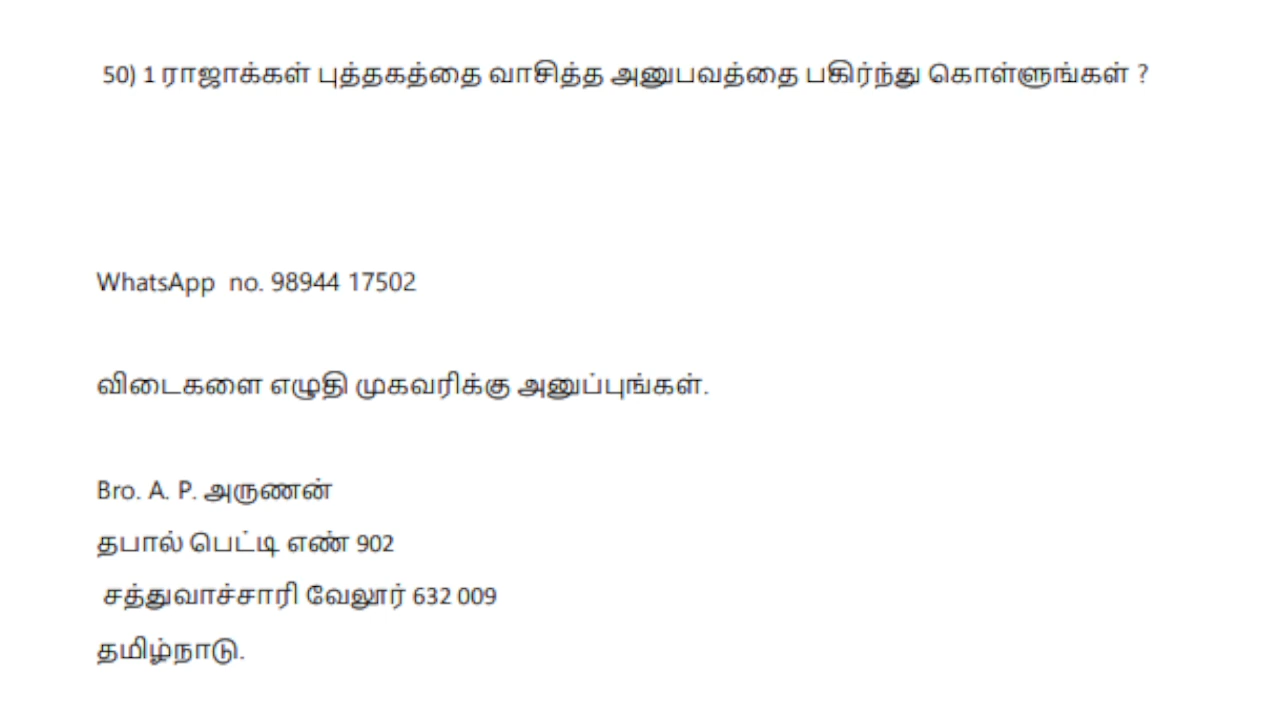 50) 1 ராஜாக்கள் புத்தகத்தை வாசித்த அனுபவத்தை பகிர்ந்து கொள்ளுங்கள் ?
WhatsApp no. 98944 17502
விடைகளை எழுதி முகவரிக்கு அனுப்புங்கள்.
Bro. A. P. அருணன்
தபால் பெட்டி எண் 902
சத்துவாச்சாரி வேலூர் 632 009
தமிழ்நாடு.